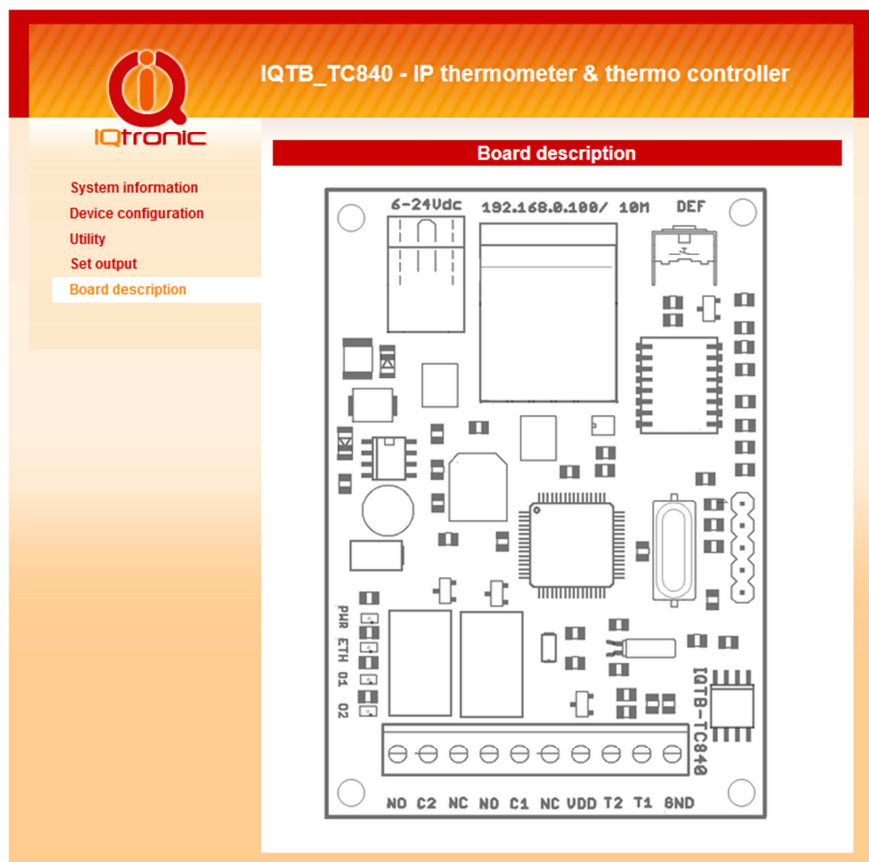 IQTB_TC840 - IP thermometer & thermo controller
IQtronic
Board description
System information
Device configuration
Utility
Set output
Board description
6-24Vdc 192.168.0.100/ 10M DEF
PWR
ETH
O1
O2
IQTB-TC840
NO C2 NC NO C1 NC VDD T2 T1 GND